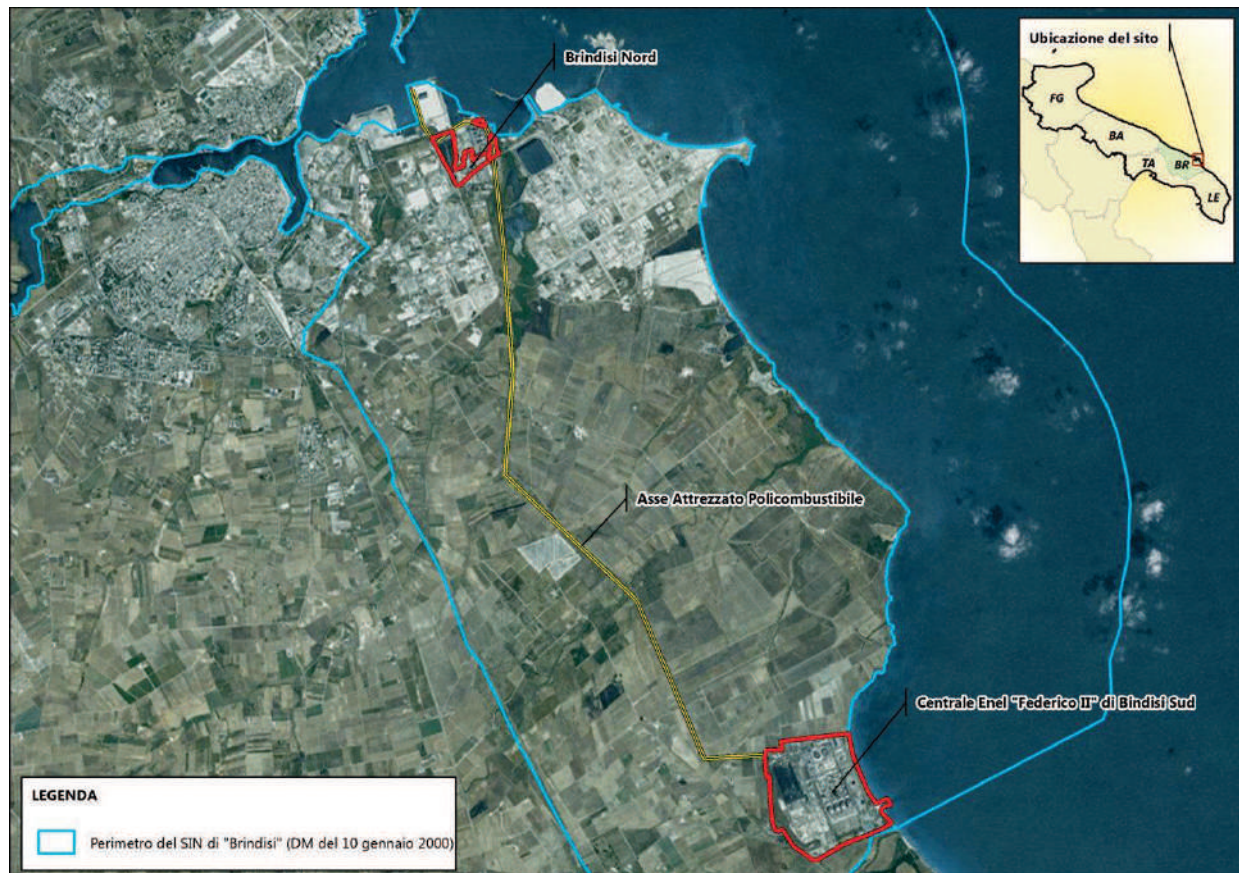 Brindisi Nord
Ubicazione del sito
FG
BA
TA
BR
LE
Asse Attrezzato Policombustibile
Centrale Enel "Federico II" di Bindisi Sud
LEGENDA
Perimetro del SIN di "Brindisi" (DM del 10 gennaio 2000)